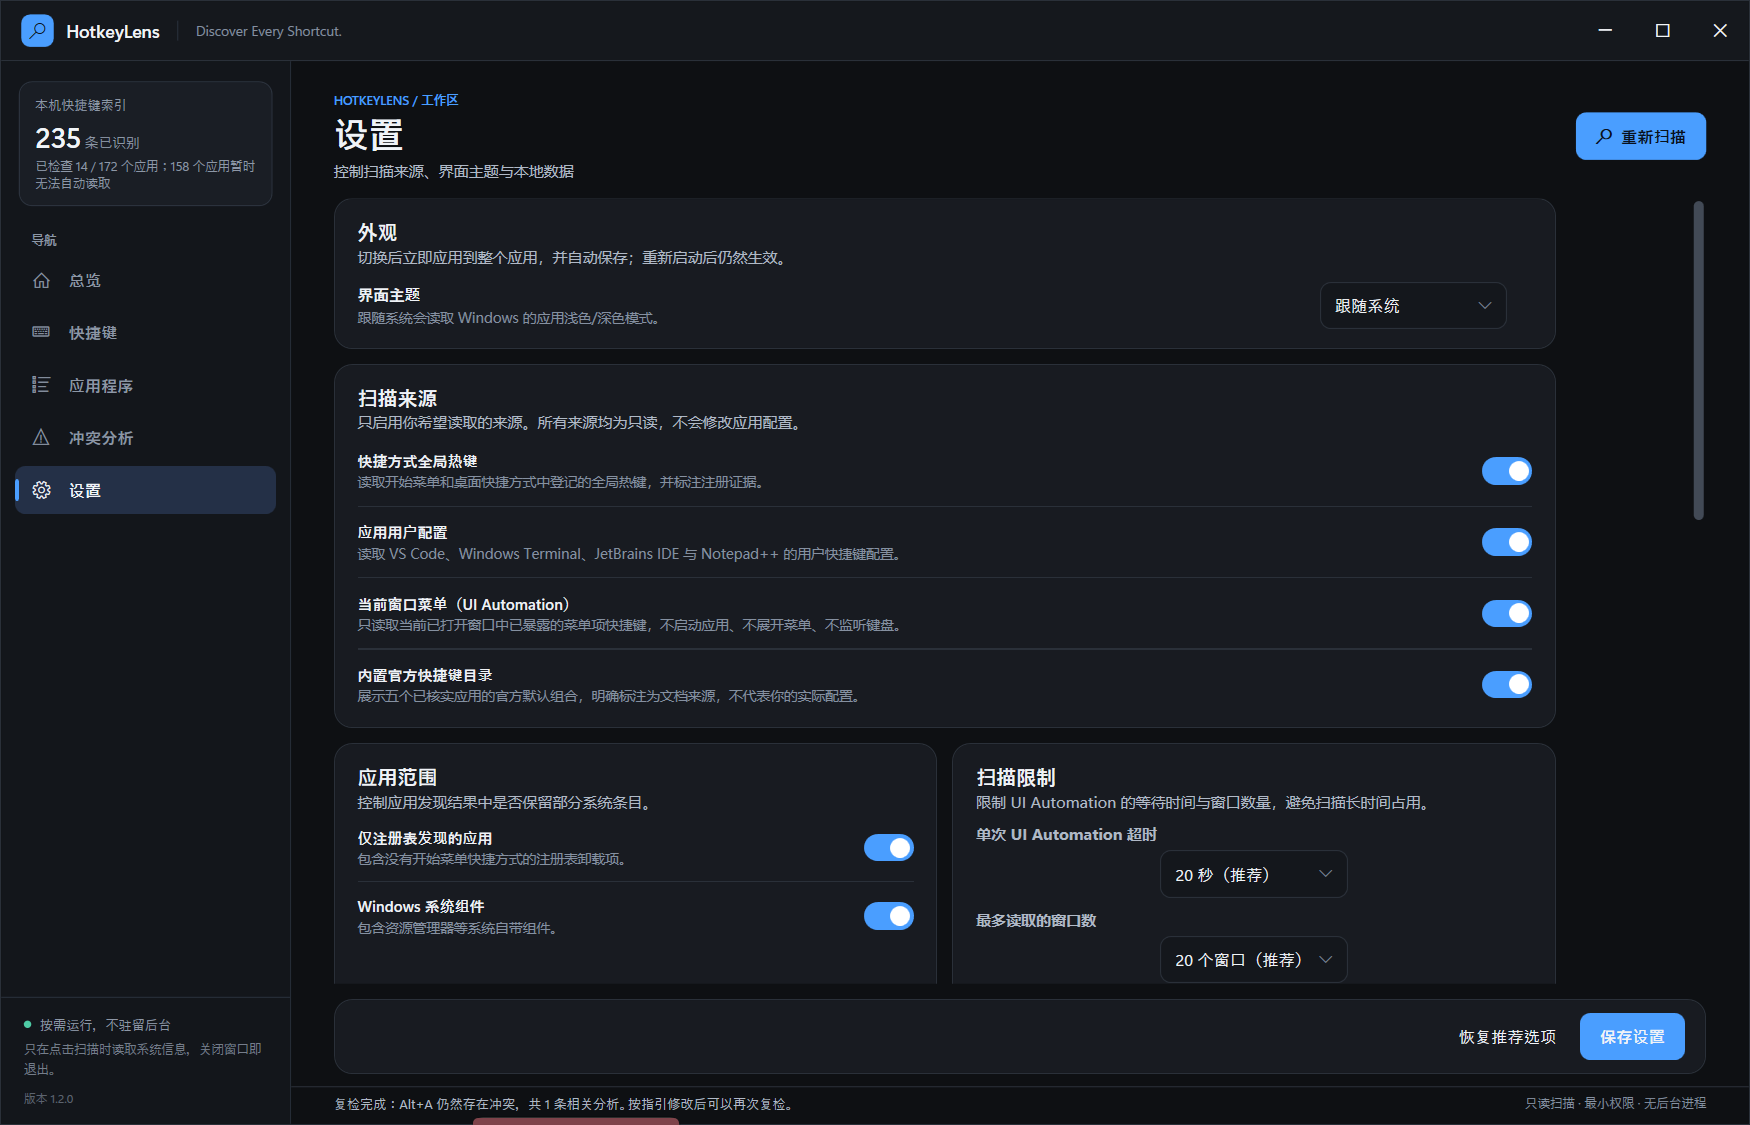 HotkeyLens
Discover Every Shortcut.
本机快捷键索引
235 条已识别
已检查 14 / 172 个应用；158 个应用暂时
无法自动读取
导航
总览
快捷键
应用程序
冲突分析
设置
按需运行，不驻留后台
只在点击扫描时读取系统信息，关闭窗口即
退出。
版本 1.2.0
HOTKEYLENS / 工作区
设置
控制扫描来源、界面主题与本地数据
重新扫描
外观
切换后立即应用到整个应用，并自动保存；重新启动后仍然生效。
界面主题
跟随系统会读取 Windows 的应用浅色/深色模式。
跟随系统
扫描来源
只启用你希望读取的来源。所有来源均为只读，不会修改应用配置。
快捷方式全局热键
读取开始菜单和桌面快捷方式中登记的全局热键，并标注注册证据。
应用用户配置
读取 VS Code、Windows Terminal、JetBrains IDE 与 Notepad++ 的用户快捷键配置。
当前窗口菜单（UI Automation）
只读取当前已打开窗口中已暴露的菜单项快捷键，不启动应用、不展开菜单、不监听键盘。
内置官方快捷键目录
展示五个已核实应用的官方默认组合，明确标注为文档来源，不代表你的实际配置。
应用范围
控制应用发现结果中是否保留部分系统条目。
仅注册表发现的应用
包含没有开始菜单快捷方式的注册表卸载项。
Windows 系统组件
包含资源管理器等系统自带组件。
扫描限制
限制 UI Automation 的等待时间与窗口数量，避免扫描长时间占用。
单次 UI Automation 超时
20 秒（推荐）
最多读取的窗口数
20 个窗口（推荐）
恢复推荐选项
保存设置
复检完成：Alt+A 仍然存在冲突，共 1 条相关分析。按指引修改后可以再次复检。
只读扫描 · 最小权限 · 无后台进程